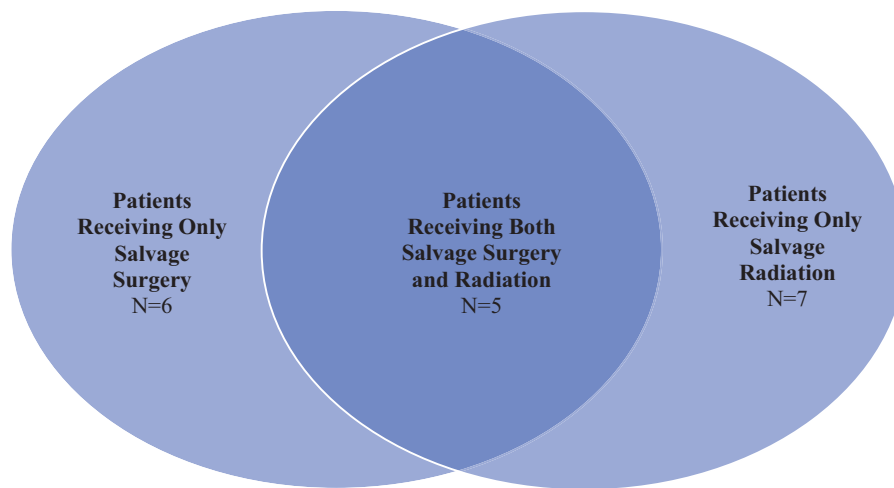 Patients
Receiving Only
Salvage
Surgery
N=6
Patients
Receiving Both
Salvage Surgery
and Radiation
N=5
Patients
Receiving Only
Salvage
Radiation
N=7